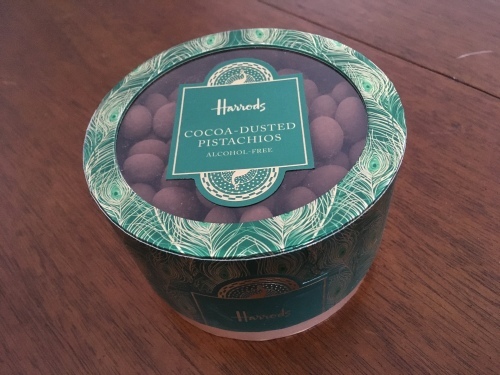 Harrods
COCOA-DUSTED
PISTACHIOS
ALCOHOL-FREE
Harrods